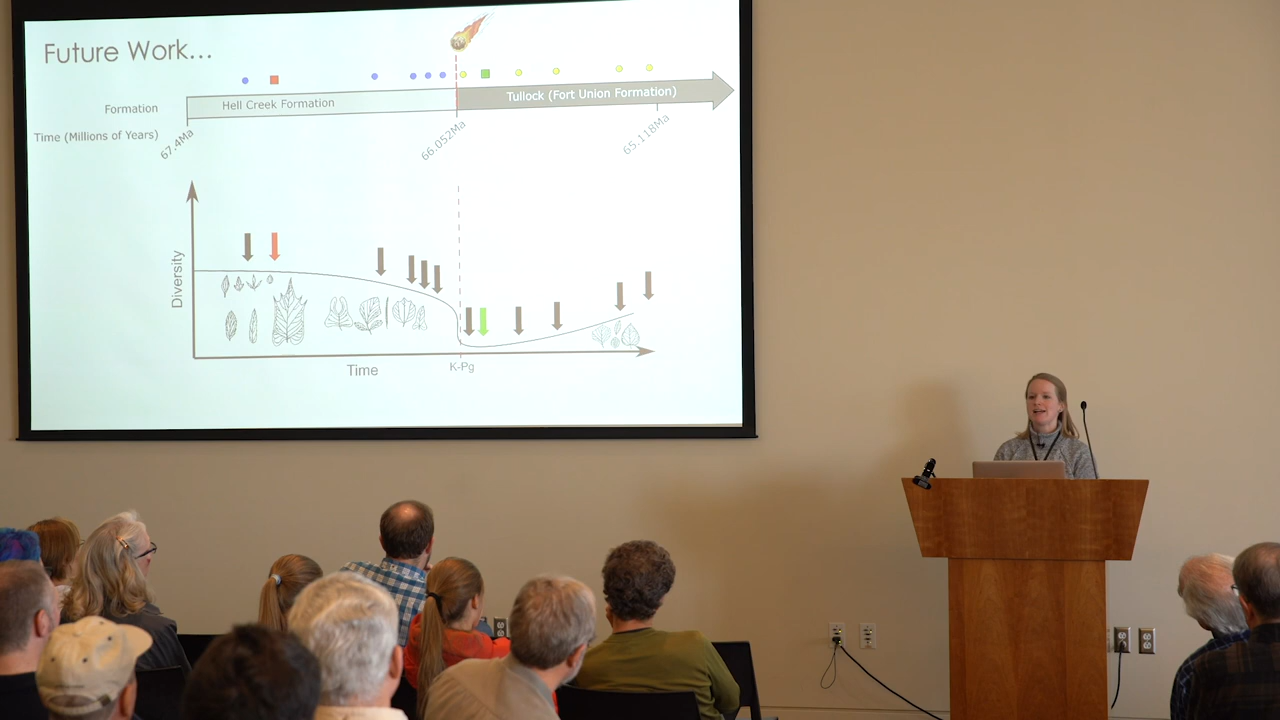 Future Work...
Formation
Hell Creek Formation
Tullock (Fort Union Formation)
Time (Millions of Years)
67.4Ma
66.052Ma
65.118Ma
Diversity
Time
K-Pg